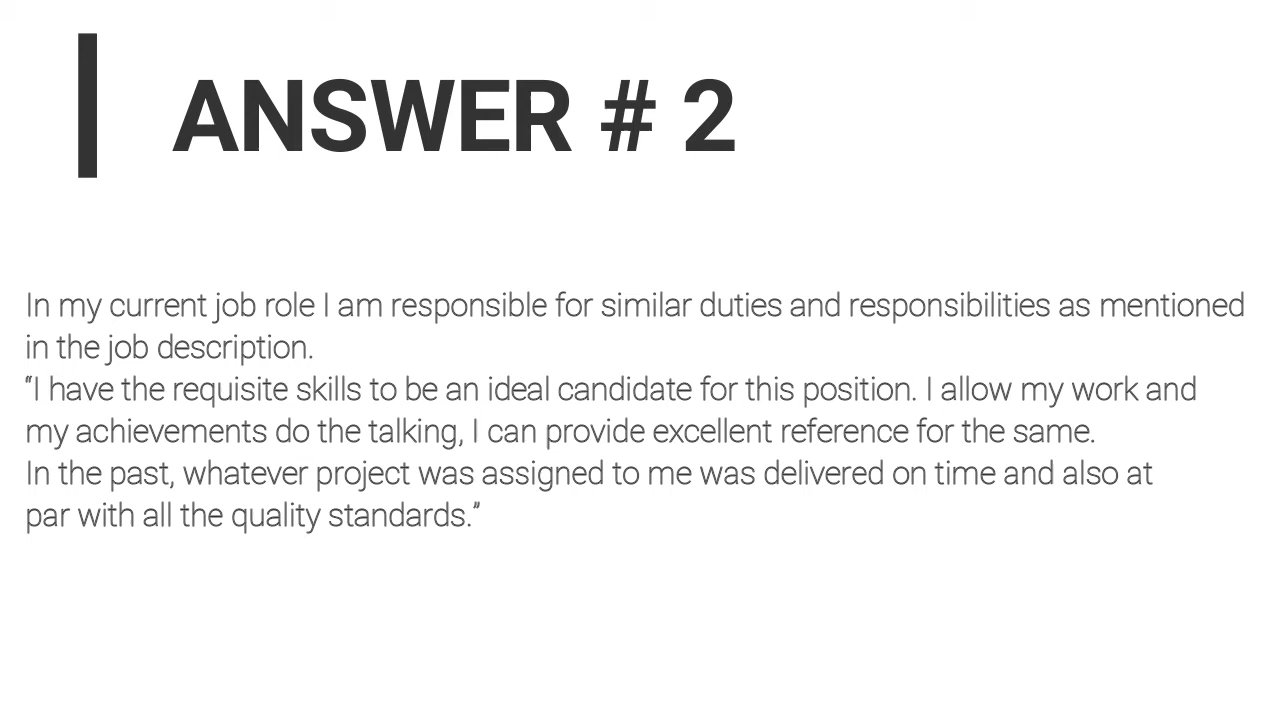 ANSWER # 2
In my current job role I am responsible for similar duties and responsibilities as mentioned
in the job description.
“I have the requisite skills to be an ideal candidate for this position. I allow my work and
my achievements do the talking, I can provide excellent reference for the same.
In the past, whatever project was assigned to me was delivered on time and also at
par with all the quality standards.”